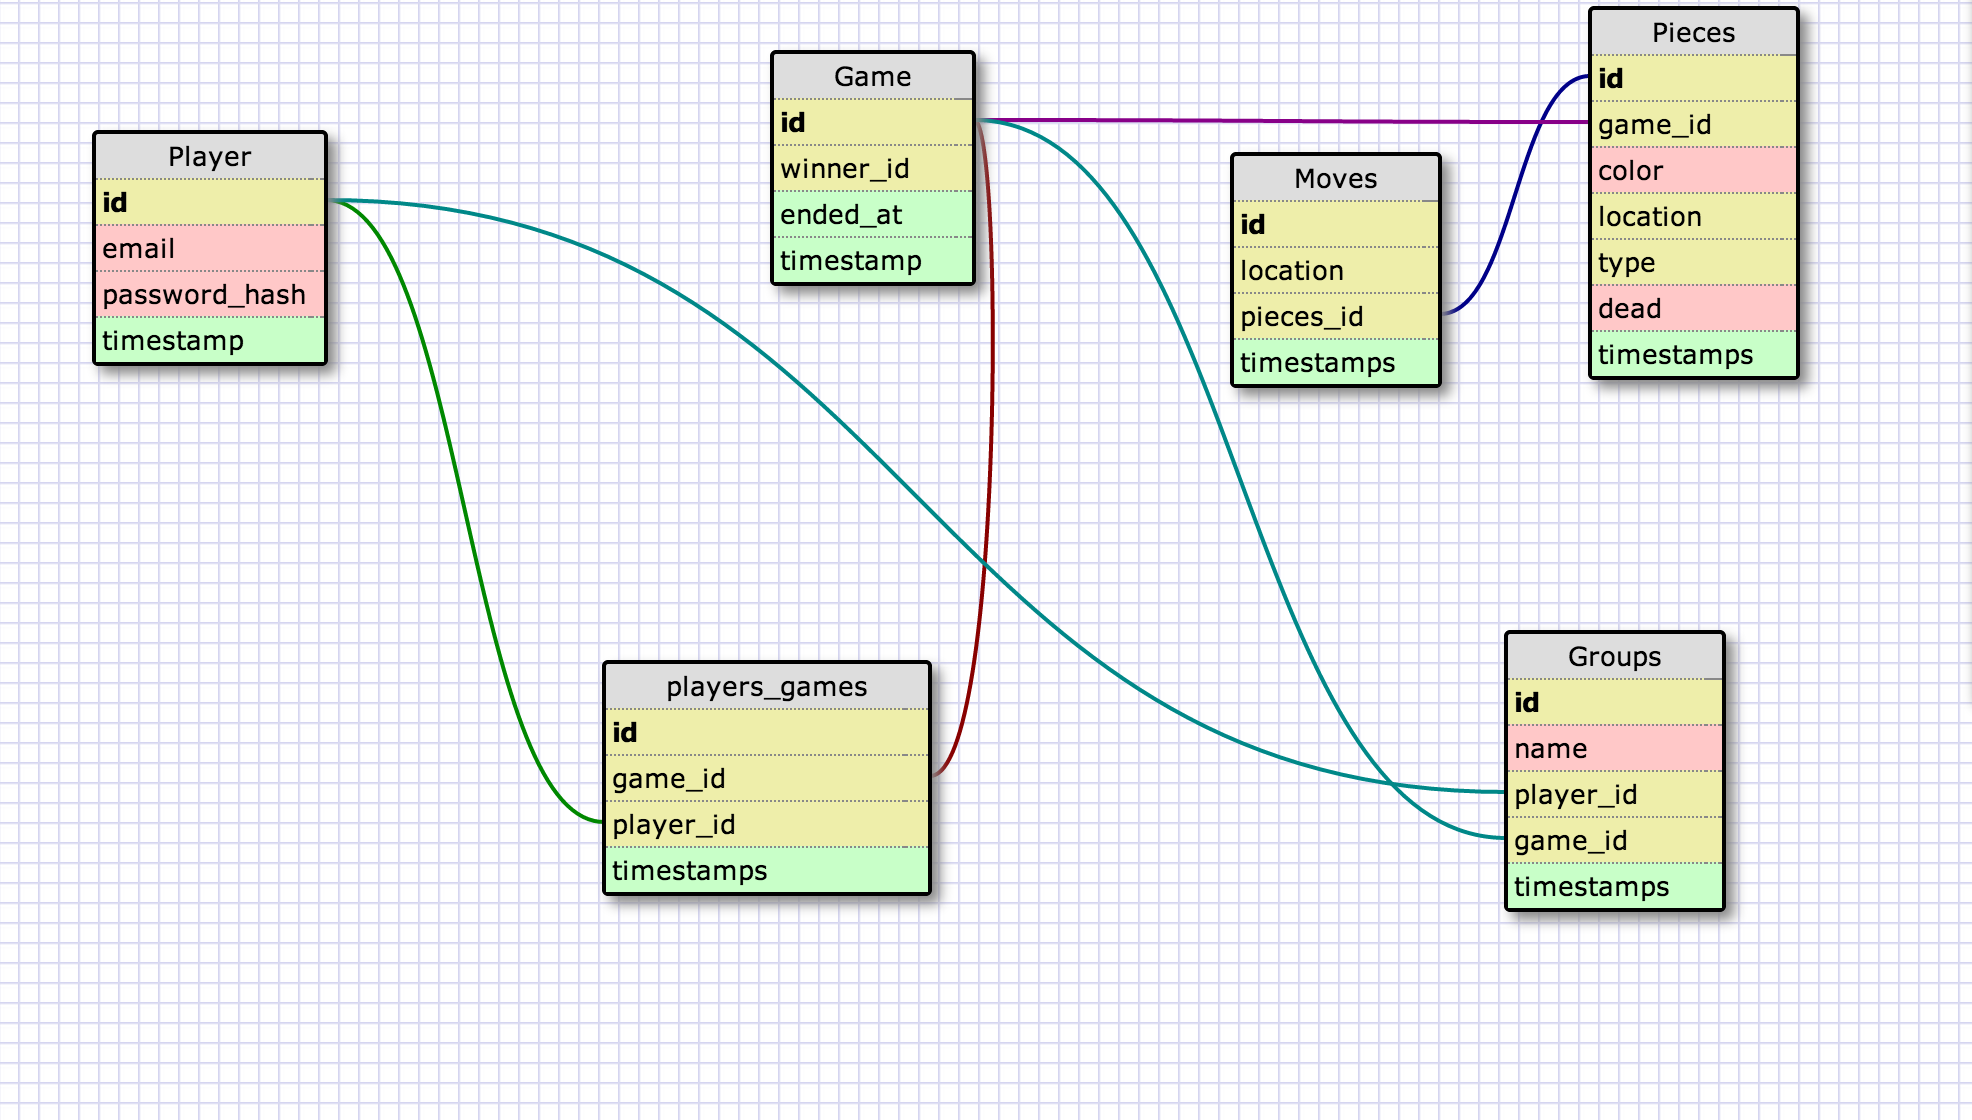 Player
id
email
password_hash
timestamp
Game
id
winner_id
ended_at
timestamp
Moves
id
location
pieces_id
timestamps
Pieces
id
game_id
color
location
type
dead
timestamps
players_games
id
game_id
player_id
timestamps
Groups
id
name
player_id
game_id
timestamps